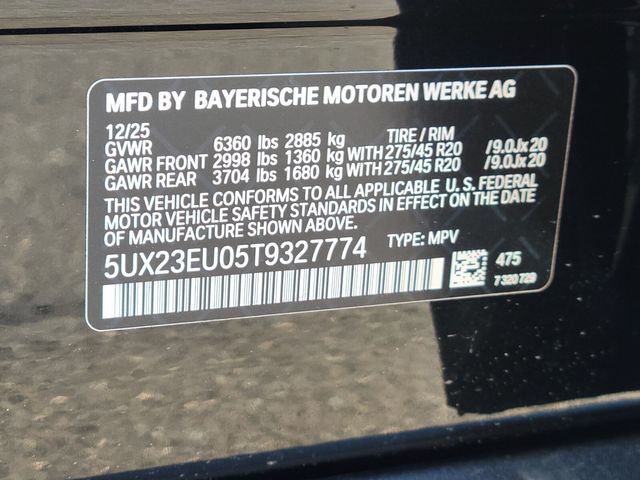 MFD BY BAYERISCHE MOTOREN WERKE AG
12/25 TIRE / RIM
GVWR 6360 lbs 2885 kg
GAWR FRONT 2998 lbs 1360 kg WITH 275/45 R20 /9.0Jx20
GAWR REAR 3704 lbs 1680 kg WITH 275/45 R20 /9.0Jx20
THIS VEHICLE CONFORMS TO ALL APPLICABLE U.S. FEDERAL
MOTOR VEHICLE SAFETY STANDARDS IN EFFECT ON THE DATE
OF MANUFACTURE SHOWN ABOVE.
5UX23EU05T9327774 TYPE: MPV
475
7 320 729